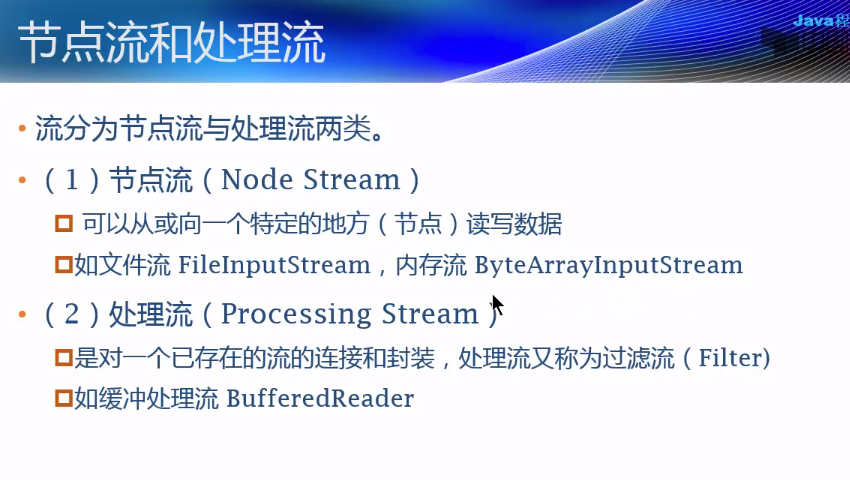 Java程
节点流和处理流
• 流分为节点流与处理流两类。
• （1）节点流（Node Stream）
可以从或向一个特定的地方（节点）读写数据
如文件流 FileInputStream，内存流 ByteArrayInputStream
• （2）处理流（Processing Stream）
是对一个已存在的流的连接和封装，处理流又称为过滤流（Filter)
如缓冲处理流 BufferedReader